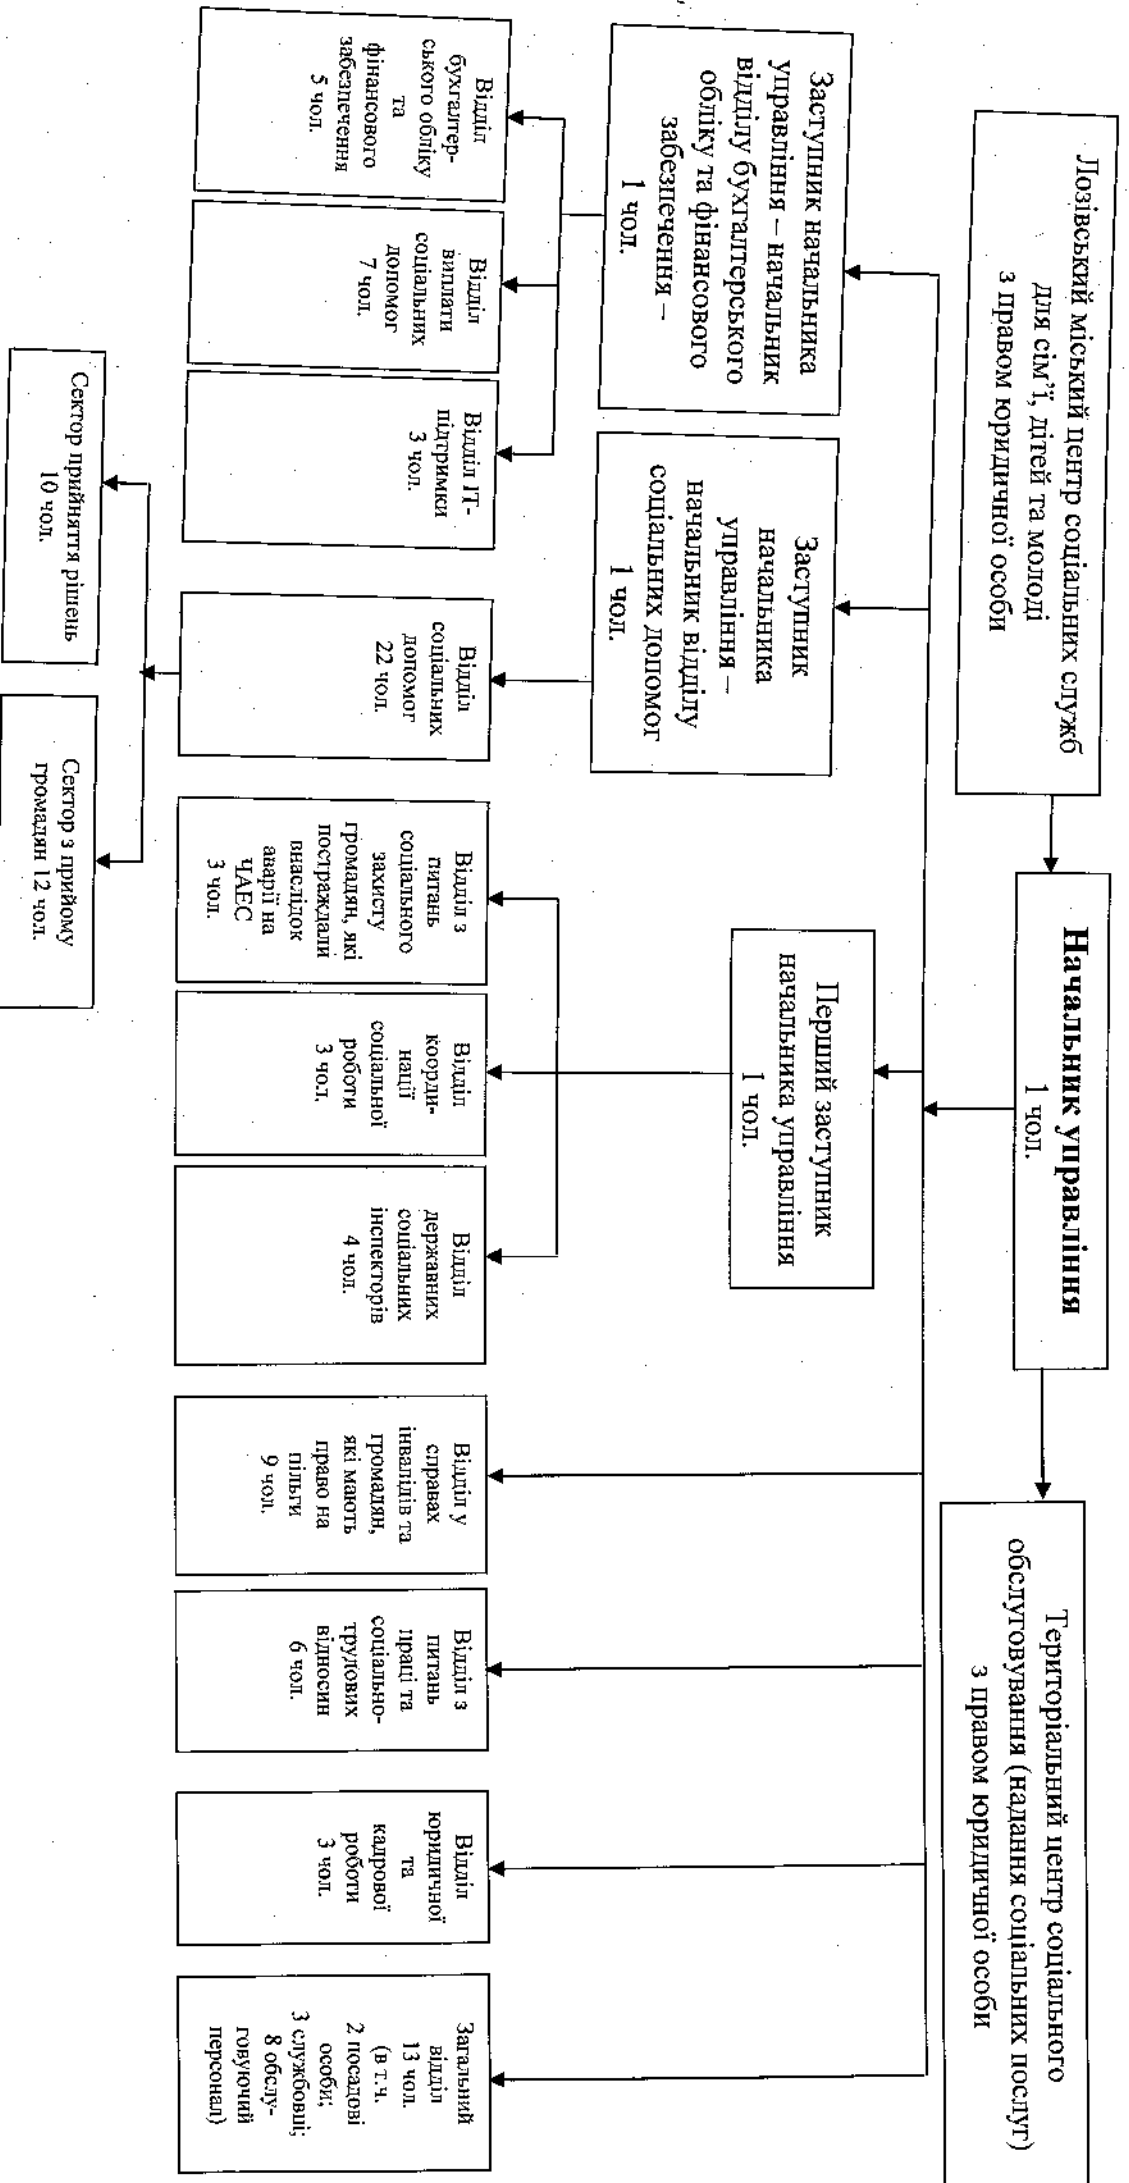 Лозівський міський центр соціальних служб
для сім’ї, дітей та молоді
з правом юридичної особи
Начальник управління
1 чол.
Територіальний центр соціального
обслуговування (надання соціальних послуг)
з правом юридичної особи
Заступник начальника
управління – начальник
відділу бухгалтерського
обліку та фінансового
забезпечення –
1 чол.
Заступник
начальника
управління –
начальник відділу
соціальних допомог
1 чол.
Перший заступник
начальника управління
1 чол.
Відділ
бухгалтер-
ського обліку
та
фінансового
забезпечення
5 чол.
Відділ
виплати
соціальних
допомог
7 чол.
Відділ ІТ-
підтримки
3 чол.
Відділ
соціальних
допомог
22 чол.
Відділ з
питань
соціального
захисту
громадян, які
постраждали
внаслідок
аварії на
ЧАЕС
3 чол.
Відділ
коорди-
нації
соціальної
роботи
3 чол.
Відділ
державних
соціальних
інспекторів
4 чол.
Відділ у
справах
інвалідів та
громадян,
які мають
право на
пільги
9 чол.
Відділ з
питань
праці та
соціально-
трудових
відносин
6 чол.
Відділ
юридичної
та
кадрової
роботи
3 чол.
Загальний
відділ
13 чол.
(в т.ч.
2 посадові
особи;
3 службовці;
8 обслу-
говуючий
персонал)
Сектор прийняття рішень
10 чол.
Сектор з прийому
громадян 12 чол.